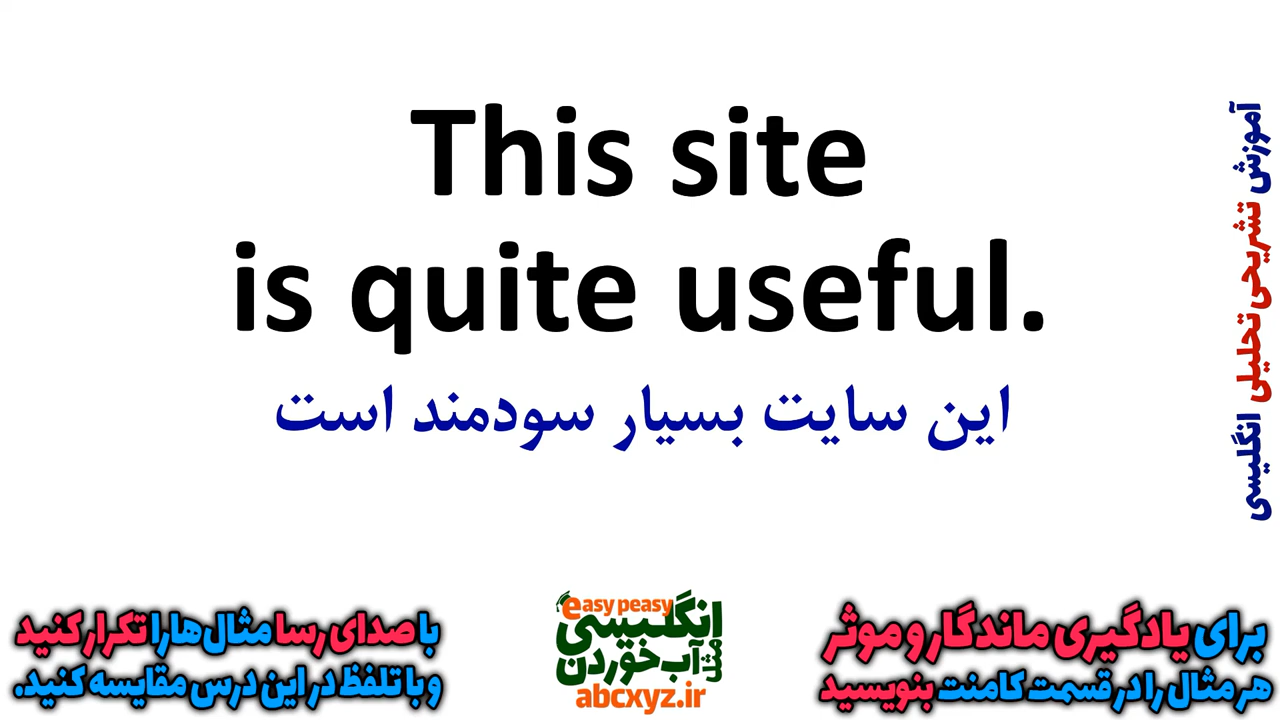 This site
is quite useful.
این سایت بسیار سودمند است
آموزش تشریحی تحلیلی انگلیسی
برای یادگیری ماندگار و موثر
هر مثال را در قسمت کامنت بنویسید
easy peasy
انگلیسی
مثل
آب خوردن
abcxyz.ir
با صدای رسا مثال‌ها را تکرار کنید
و با تلفظ در این درس مقایسه کنید.